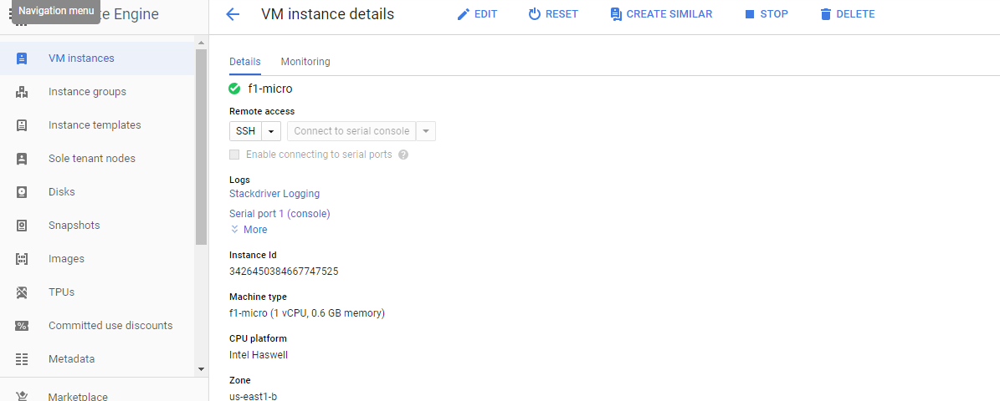 Navigation menu
te Engine
VM instances
Instance groups
Instance templates
Sole tenant nodes
Disks
Snapshots
Images
TPUs
Committed use discounts
Metadata
Marketplace
VM instance details
EDIT
RESET
CREATE SIMILAR
STOP
DELETE
Details Monitoring
f1-micro
Remote access
SSH Connect to serial console
Enable connecting to serial ports ?
Logs
Stackdriver Logging
Serial port 1 (console)
More
Instance Id
3426450384667747525
Machine type
f1-micro (1 vCPU, 0.6 GB memory)
CPU platform
Intel Haswell
Zone
us-east1-b